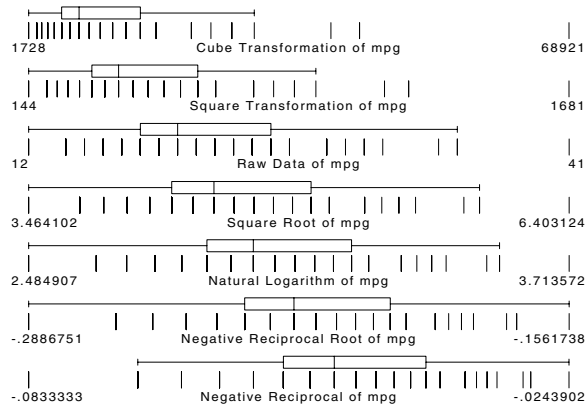 1728 Cube Transformation of mpg 68921
144 Square Transformation of mpg 1681
12 Raw Data of mpg 41
3.464102 Square Root of mpg 6.403124
2.484907 Natural Logarithm of mpg 3.713572
-.2886751 Negative Reciprocal Root of mpg -.1561738
-.0833333 Negative Reciprocal of mpg -.0243902